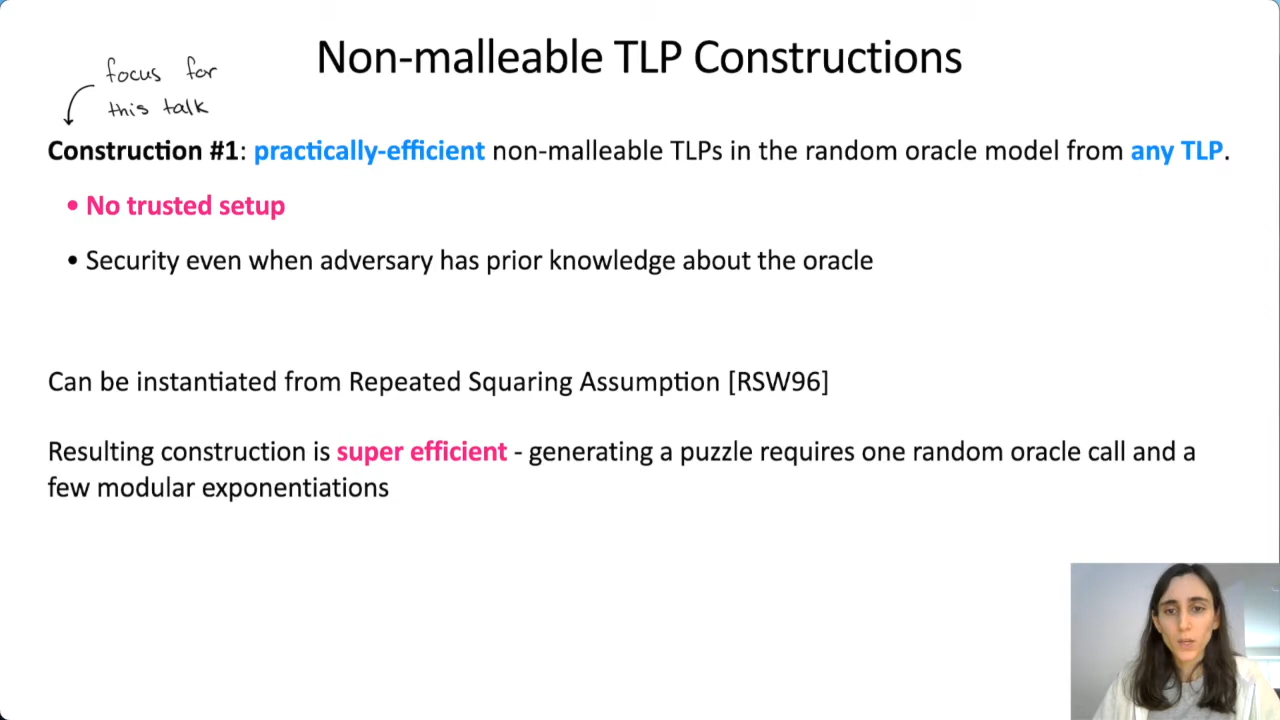 Non-malleable TLP Constructions
focus for
this talk
Construction #1: practically-efficient non-malleable TLPs in the random oracle model from any TLP.
• No trusted setup
• Security even when adversary has prior knowledge about the oracle
Can be instantiated from Repeated Squaring Assumption [RSW96]
Resulting construction is super efficient - generating a puzzle requires one random oracle call and a
few modular exponentiations